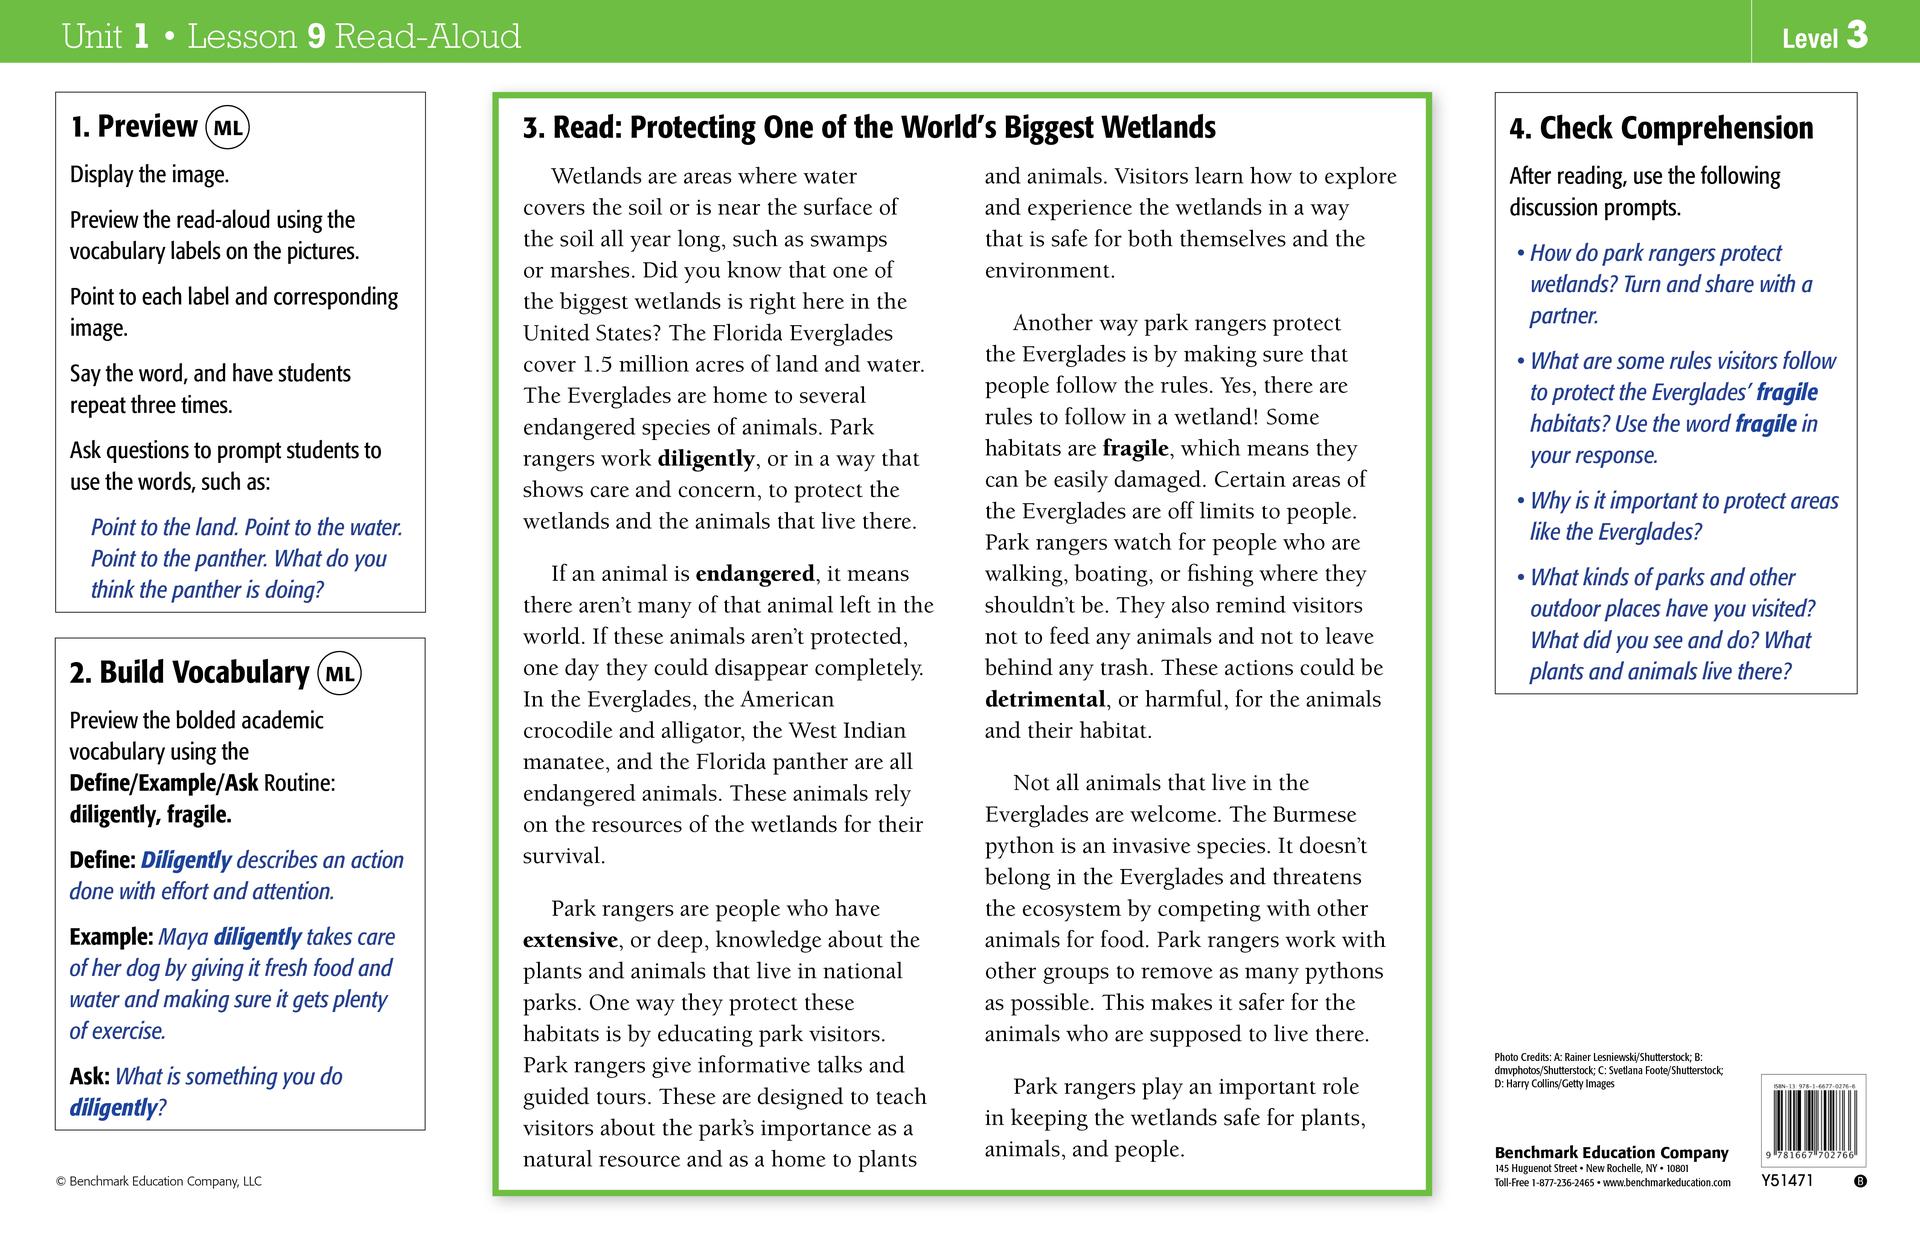 Unit 1 • Lesson 9 Read-Aloud
Level 3
1. Preview ML
Display the image.
Preview the read-aloud using the
vocabulary labels on the pictures.
Point to each label and corresponding
image.
Say the word, and have students
repeat three times.
Ask questions to prompt students to
use the words, such as:
Point to the land. Point to the water.
Point to the panther. What do you
think the panther is doing?
2. Build Vocabulary ML
Preview the bolded academic
vocabulary using the
Define/Example/Ask Routine:
diligently, fragile.
Define: Diligently describes an action
done with effort and attention.
Example: Maya diligently takes care
of her dog by giving it fresh food and
water and making sure it gets plenty
of exercise.
Ask: What is something you do
diligently?
© Benchmark Education Company, LLC
3. Read: Protecting One of the World's Biggest Wetlands
Wetlands are areas where water
covers the soil or is near the surface of
the soil all year long, such as swamps
or marshes. Did you know that one of
the biggest wetlands is right here in the
United States? The Florida Everglades
cover 1.5 million acres of land and water.
The Everglades are home to several
endangered species of animals. Park
rangers work diligently, or in a way that
shows care and concern, to protect the
wetlands and the animals that live there.
If an animal is endangered, it means
there aren't many of that animal left in the
world. If these animals aren't protected,
one day they could disappear completely.
In the Everglades, the American
crocodile and alligator, the West Indian
manatee, and the Florida panther are all
endangered animals. These animals rely
on the resources of the wetlands for their
survival.
Park rangers are people who have
extensive, or deep, knowledge about the
plants and animals that live in national
parks. One way they protect these
habitats is by educating park visitors.
Park rangers give informative talks and
guided tours. These are designed to teach
visitors about the park's importance as a
natural resource and as a home to plants
and animals. Visitors learn how to explore
and experience the wetlands in a way
that is safe for both themselves and the
environment.
Another way park rangers protect
the Everglades is by making sure that
people follow the rules. Yes, there are
rules to follow in a wetland! Some
habitats are fragile, which means they
can be easily damaged. Certain areas of
the Everglades are off limits to people.
Park rangers watch for people who are
walking, boating, or fishing where they
shouldn't be. They also remind visitors
not to feed any animals and not to leave
behind any trash. These actions could be
detrimental, or harmful, for the animals
and their habitat.
Not all animals that live in the
Everglades are welcome. The Burmese
python is an invasive species. It doesn't
belong in the Everglades and threatens
the ecosystem by competing with other
animals for food. Park rangers work with
other groups to remove as many pythons
as possible. This makes it safer for the
animals who are supposed to live there.
Park rangers play an important role
in keeping the wetlands safe for plants,
animals, and people.
4. Check Comprehension
After reading, use the following
discussion prompts.
• How do park rangers protect
wetlands? Turn and share with a
partner.
• What are some rules visitors follow
to protect the Everglades' fragile
habitats? Use the word fragile in
your response.
• Why is it important to protect areas
like the Everglades?
• What kinds of parks and other
outdoor places have you visited?
What did you see and do? What
plants and animals live there?
Photo Credits: A: Rainer Lesniewski/Shutterstock; B:
dmvphotos/Shutterstock; C: Svetlana Foote/Shutterstock;
D: Harry Collins/Getty Images
Benchmark Education Company
145 Huguenot Street • New Rochelle, NY • 10801
Toll-Free 1-877-236-2465 • www.benchmarkeducation.com
ISBN-13 978-1-6677-0276-6
9 781667 702766
Y51471
B